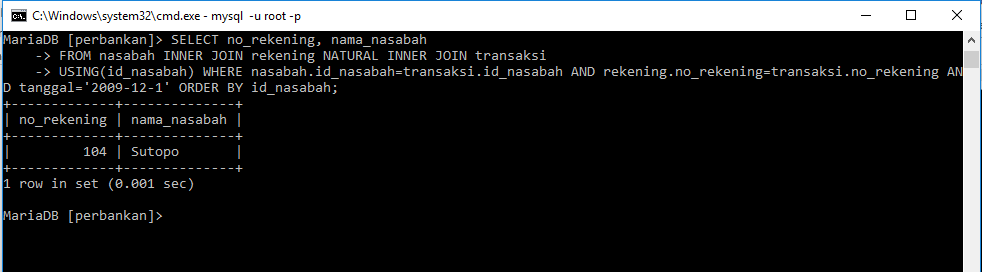 C:\Windows\system32\cmd.exe - mysql  -u root -p
MariaDB [perbankan]> SELECT no_rekening, nama_nasabah
    -> FROM nasabah INNER JOIN rekening NATURAL INNER JOIN transaksi
    -> USING(id_nasabah) WHERE nasabah.id_nasabah=transaksi.id_nasabah AND rekening.no_rekening=transaksi.no_rekening AN
D tanggal='2009-12-1' ORDER BY id_nasabah;
+-------------+--------------+
| no_rekening | nama_nasabah |
+-------------+--------------+
|         104 | Sutopo       |
+-------------+--------------+
1 row in set (0.001 sec)
MariaDB [perbankan]>